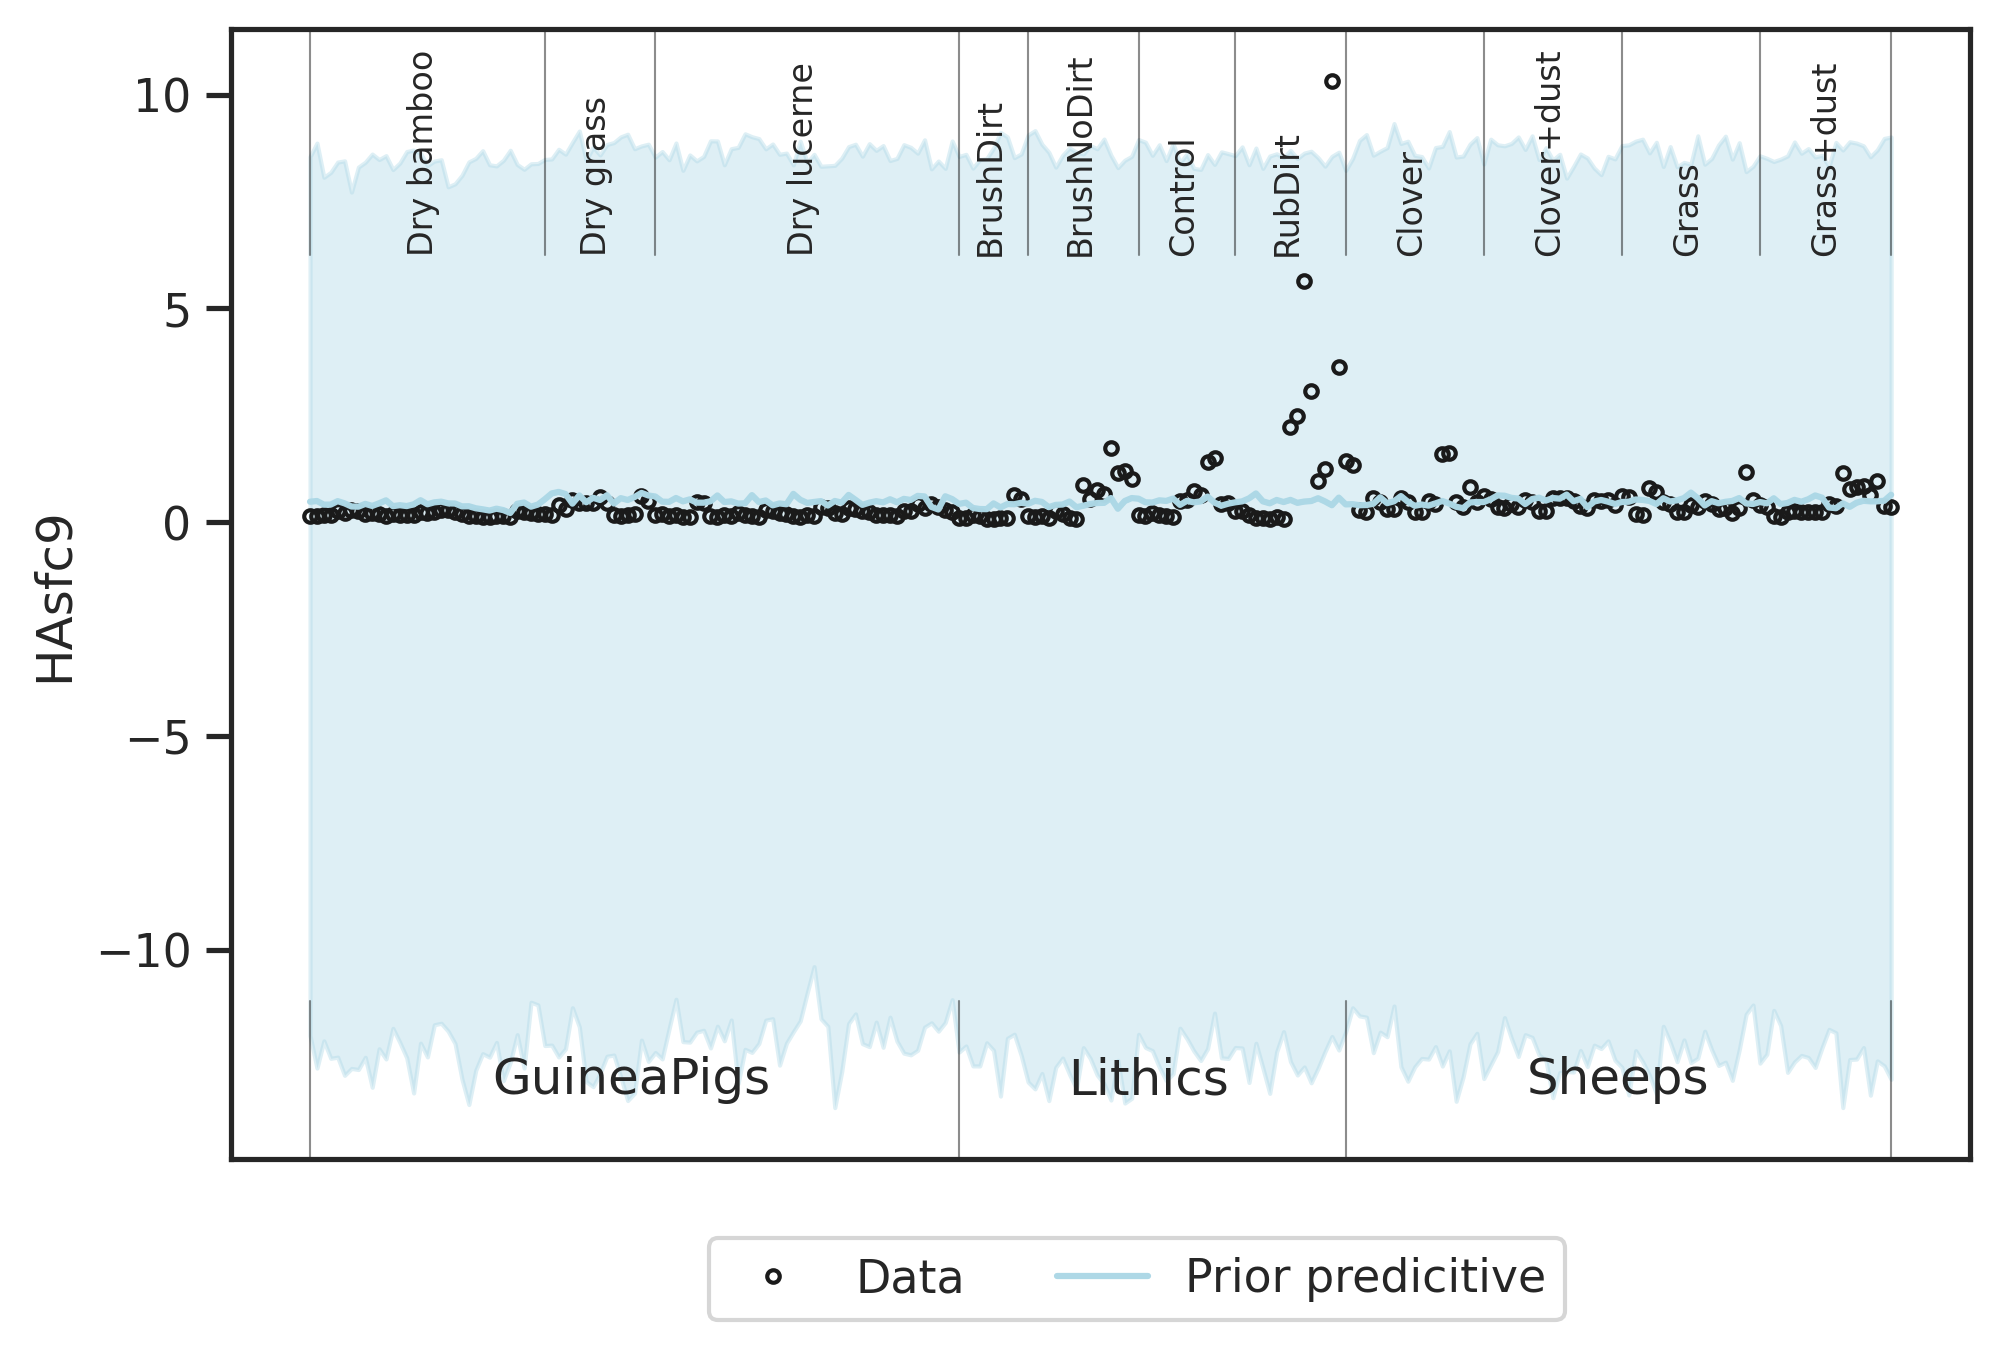 10
5
0
−5
−10
HAsfc9
Dry bamboo
Dry grass
Dry lucerne
BrushDirt
BrushNoDirt
Control
RubDirt
Clover
Clover+dust
Grass
Grass+dust
GuineaPigs
Lithics
Sheeps
Data
Prior predicitive